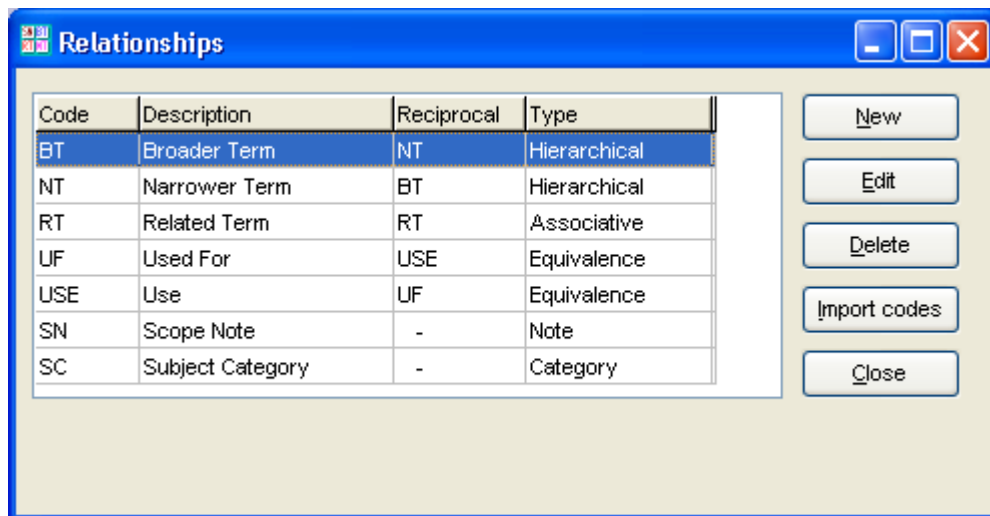 Relationships
Code Description Reciprocal Type
BT Broader Term NT Hierarchical
NT Narrower Term BT Hierarchical
RT Related Term RT Associative
UF Used For USE Equivalence
USE Use UF Equivalence
SN Scope Note - Note
SC Subject Category - Category
New
Edit
Delete
Import codes
Close